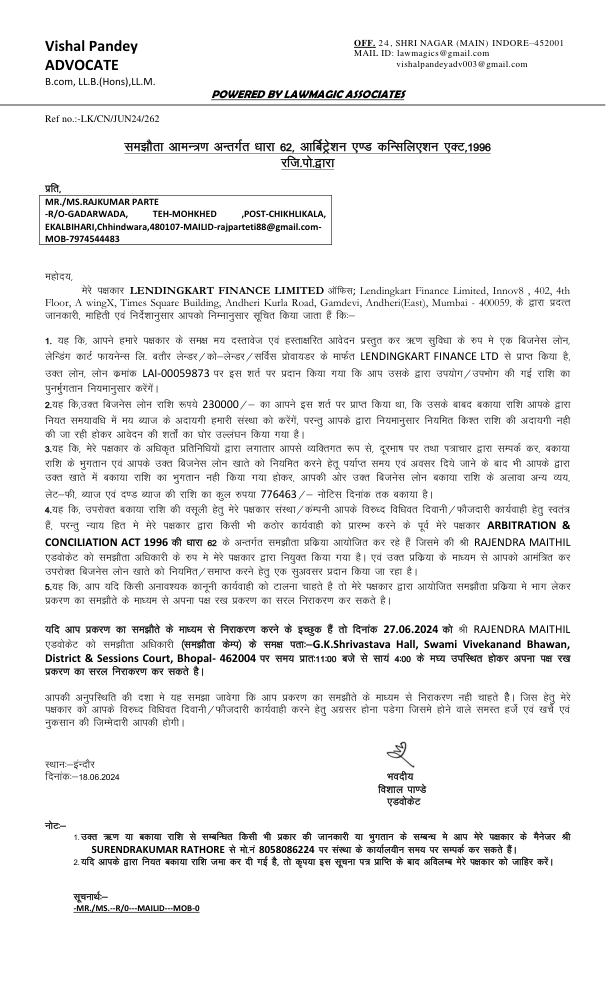 Vishal Pandey
ADVOCATE
B.com, LL.B.(Hons),LL.M.
OFF. 24, SHRI NAGAR (MAIN) INDORE-452001
MAIL ID: lawmagics@gmail.com
vishalpandeyadv003@gmail.com
POWERED BY LAWMAGIC ASSOCIATES
Ref no.:-LK/CN/JUN24/262
समझौता आमन्त्रण अन्तर्गत धारा 62, आर्बिट्रेशन एण्ड कन्सिलिएशन एक्ट,1996
रजि.पो.द्वारा
प्रति,
MR./MS.RAJKUMAR PARTE
-R/O-GADARWADA, TEH-MOHKHED ,POST-CHIKHLIKALA,
EKALBIHARI,Chhindwara,480107-MAILID-rajparteti88@gmail.com-
MOB-7974544483
महोदय,
मेरे पक्षकार LENDINGKART FINANCE LIMITED ऑफिस; Lendingkart Finance Limited, Innov8 , 402, 4th
Floor, A wingX, Times Square Building, Andheri Kurla Road, Gamdevi, Andheri(East), Mumbai - 400059, के द्वारा प्रदत्त
जानकारी, माहिती एवं निर्देशानुसार आपको निम्नानुसार सूचित किया जाता हैं कि:–
1. यह कि, आपने हमारे पक्षकार के समक्ष मय दस्तावेज एवं हस्ताक्षरित आवेदन प्रस्तुत कर ऋण सुविधा के रुप मे एक बिजनेस लोन,
लेन्डिंग कार्ट फायनेन्स लि. बतौर लेन्डर/को–लेन्डर/सर्विस प्रोवायडर के मार्फत LENDINGKART FINANCE LTD से प्राप्त किया है,
उक्त लोन, लोन क्रमांक LAI-00059873 पर इस शर्त पर प्रदान किया गया कि आप उसके द्वारा उपयोग/उपभोग की गई राशि का
पुनर्भुगतान नियमानुसार करेंगें।
2.यह कि,उक्त बिजनेस लोन राशि रूपये 230000/– का आपने इस शर्त पर प्राप्त किया था, कि उसके बाबद बकाया राशि आपके द्वारा
नियत समयावधि में मय ब्याज के अदायगी हमारी संस्था को करेंगें, परन्तु आपके द्वारा नियमानुसार नियमित किश्त राशि की अदायगी नही
की जा रही होकर आवेदन की शर्तों का घोर उल्लंघन किया गया है।
3.यह कि, मेरे पक्षकार के अधिकृत प्रतिनिधियों द्वारा लगातार आपसे व्यक्तिगत रूप से, दूरभाष पर तथा पत्राचार द्वारा सम्पर्क कर, बकाया
राशि के भुगतान एवं आपके उक्त बिजनेस लोन खाते को नियमित करने हेतू पर्याप्त समय एवं अवसर दिये जाने के बाद भी आपके द्वारा
उक्त खाते में बकाया राशि का भुगतान नही किया गया होकर, आपकी ओर उक्त बिजनेस लोन बकाया राशि के अलावा अन्य व्यय,
लेट–फी, ब्याज एवं दण्ड ब्याज की राशि का कुल रुपया 776463/– नोटिस दिनांक तक बकाया है।
4.यह कि, उपरोक्त बकाया राशि की वसूली हेतु मेरे पक्षकार संस्था/कंम्पनी आपके विरुध्द विधिवत दिवानी/फौजदारी कार्यवाही हेतु स्वतंत्र
हैं, परन्तु न्याय हित मे मेरे पक्षकार द्वारा किसी भी कठोर कार्यवाही को प्रारम्भ करने के पूर्व मेरे पक्षकार ARBITRATION &
CONCILIATION ACT 1996 की धारा 62 के अन्तर्गत समझौता प्रक्रिया आयोजित कर रहे हैं जिसमे की श्री RAJENDRA MAITHIL
एडवोकेट को समझौता अधिकारी के रुप मे मेरे पक्षकार द्वारा नियुक्त किया गया है। एवं उक्त प्रक्रिया के माध्यम से आपको आमंत्रित कर
उपरोक्त बिजनेस लोन खाते को नियमित/समाप्त करने हेतु एक सुअवसर प्रदान किया जा रहा है।
5.यह कि, आप यदि किसी अनावश्यक कानूनी कार्यवाही को टालना चाहते है तो मेरे पक्षकार द्वारा आयोजित समझौता प्रक्रिया मे भाग लेकर
प्रकरण का समझौते के माध्यम से अपना पक्ष रख प्रकरण का सरल निराकरण कर सकते है।
यदि आप प्रकरण का समझौते के माध्यम से निराकरण करने के इच्छुक हैं तो दिनांक 27.06.2024 को श्री RAJENDRA MAITHIL
एडवोकेट को समझौता अधिकारी (समझौता केम्प) के समक्ष पताः–G.K.Shrivastava Hall, Swami Vivekanand Bhawan,
District & Sessions Court, Bhopal- 462004 पर समय प्रातः11:00 बजे से सायं 4:00 के मघ्य उपस्थित होकर अपना पक्ष रख
प्रकरण का सरल निराकरण कर सकते है।
आपकी अनुपस्थिति की दशा मे यह समझा जावेगा कि आप प्रकरण का समझौते के माध्यम से निराकरण नही चाहते हैै। जिस हेतु मेरे
पक्षकार को आपके विरुध्द विधिवत दिवानी/फौजदारी कार्यवाही करने हेतु अग्रसर होना पडेगा जिसमे होने वाले समस्त हर्जे एवं खर्चे एवं
नुकसान की जिम्मेदारी आपकी होगी।
स्थानः–इंन्दौर
दिनांकः–18.06.2024
भवदीय
विशाल पाण्डे
एडवोकेट
नोटः–
1.उक्त ऋण या बकाया राशि से सम्बन्धित किसी भी प्रकार की जानकारी या भुगतान के सम्बन्ध मे आप मेरे पक्षकार के मैनेजर श्री
SURENDRAKUMAR RATHORE से मो.नं 8058086224 पर संस्था के कार्यालयीन समय पर सम्पर्क कर सकते हैं।
2.यदि आपके द्वारा नियत बकाया राशि जमा कर दी गई है, तो कृपया इस सूचना पत्र प्राप्ति के बाद अविलम्ब मेरे पक्षकार को जाहिर करें।
सूचनार्थः–
-MR./MS.--R/0---MAILID---MOB-0